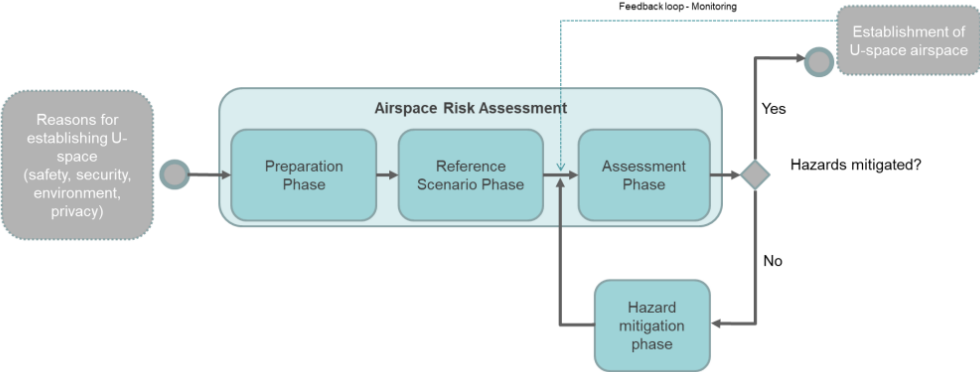 Feedback loop - Monitoring
Establishment of
U-space airspace
Reasons for
establishing U-
space
(safety, security,
environment,
privacy)
Airspace Risk Assessment
Preparation
Phase
Reference
Scenario Phase
Assessment
Phase
Yes
Hazards mitigated?
No
Hazard
mitigation
phase